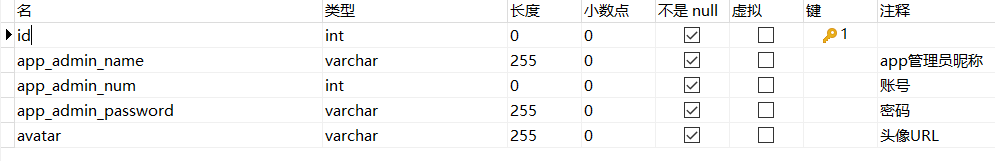 名 类型 长度 小数点 不是 null 虚拟 键 注释
id int 0 0 1
app_admin_name varchar 255 0 app管理员昵称
app_admin_num int 0 0 账号
app_admin_password varchar 255 0 密码
avatar varchar 255 0 头像URL